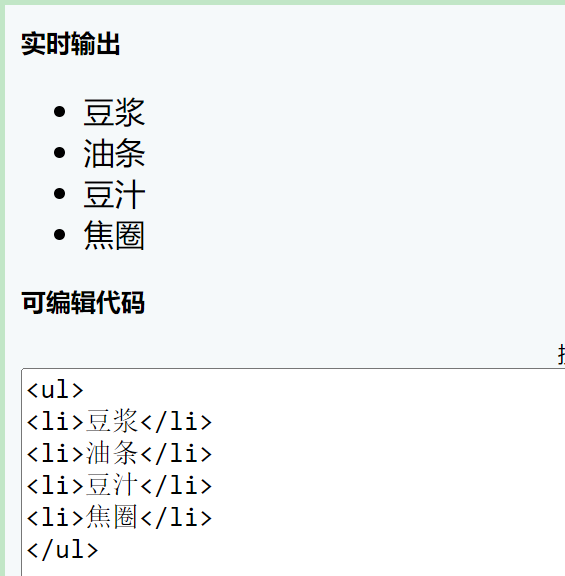 实时输出
豆浆
油条
豆汁
焦圈
可编辑代码
<ul>
<li>豆浆</li>
<li>油条</li>
<li>豆汁</li>
<li>焦圈</li>
</ul>